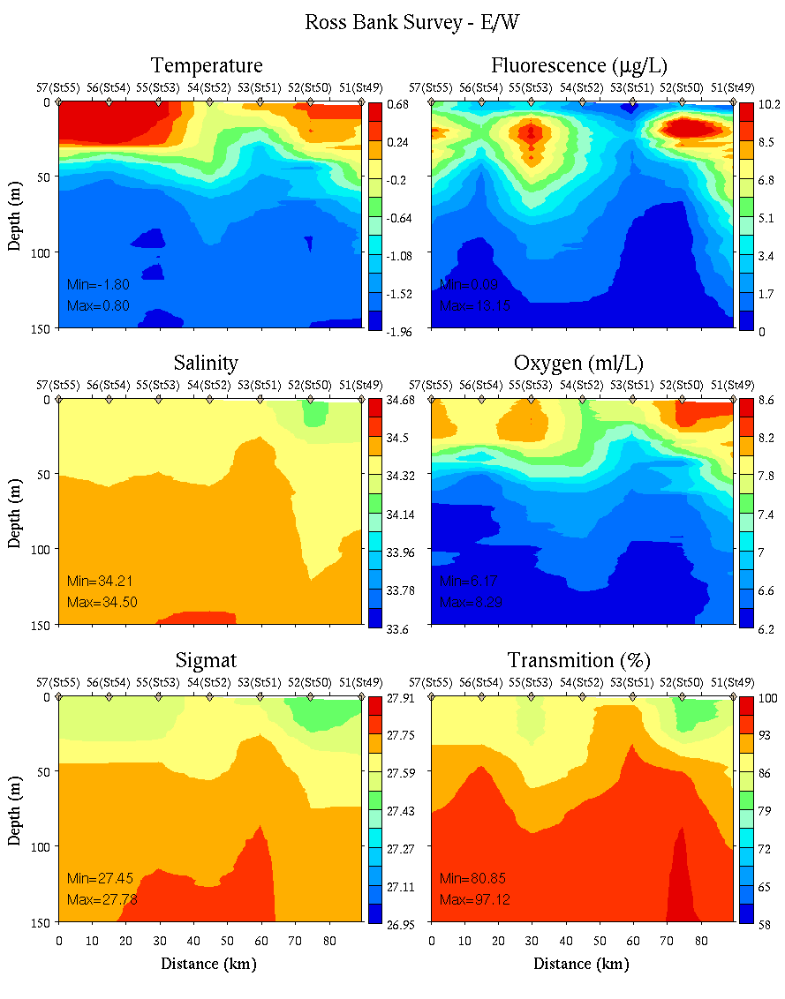 Ross Bank Survey - E/W
Temperature
57(St55) 56(St54) 55(St53) 54(St52) 53(St51) 52(St50) 51(St49)
0
50
100
150
Depth (m)
Min=-1.80
Max=0.80
0.68
0.24
-0.2
-0.64
-1.08
-1.52
-1.96
Fluorescence (µg/L)
57(St55) 56(St54) 55(St53) 54(St52) 53(St51) 52(St50) 51(St49)
Max=10.15
10.2
8.5
6.8
5.1
3.4
1.7
0
Salinity
57(St55) 56(St54) 55(St53) 54(St52) 53(St51) 52(St50) 51(St49)
0
50
100
150
Depth (m)
Min=34.21
Max=34.50
34.68
34.5
34.32
34.14
33.96
33.78
33.6
Oxygen (ml/L)
57(St55) 56(St54) 55(St53) 54(St52) 53(St51) 52(St50) 51(St49)
Min=6.17
8.6
8.2
7.8
7.4
7
6.6
6.2
Sigmat
57(St55) 56(St54) 55(St53) 54(St52) 53(St51) 52(St50) 51(St49)
0
50
100
150
Depth (m)
Min=27.45
Max=27.78
27.91
27.75
27.59
27.43
27.27
27.11
26.95
0 10 20 30 40 50 60 70 80
Distance (km)
Transmition (%)
57(St55) 56(St54) 55(St53) 54(St52) 53(St51) 52(St50) 51(St49)
Min=80.85
Max=97.12
100
93
86
79
72
65
58
0 10 20 30 40 50 60 70 80
Distance (km)